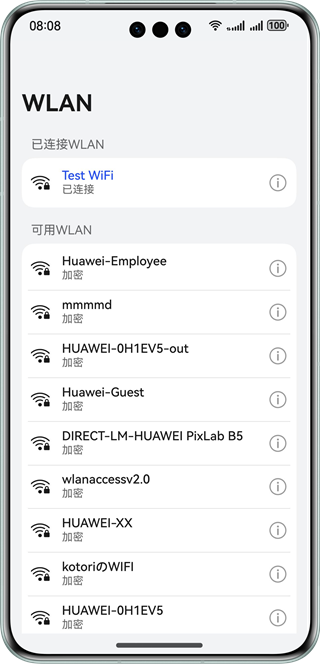 08:08
100
WLAN
已连接WLAN
Test WiFi
已连接
可用WLAN
Huawei-Employee
加密
mmmmd
加密
HUAWEI-0H1EV5-out
加密
Huawei-Guest
加密
DIRECT-LM-HUAWEI PixLab B5
加密
wlanaccessv2.0
加密
HUAWEI-XX
加密
kotoriのWIFI
加密
HUAWEI-0H1EV5
加密